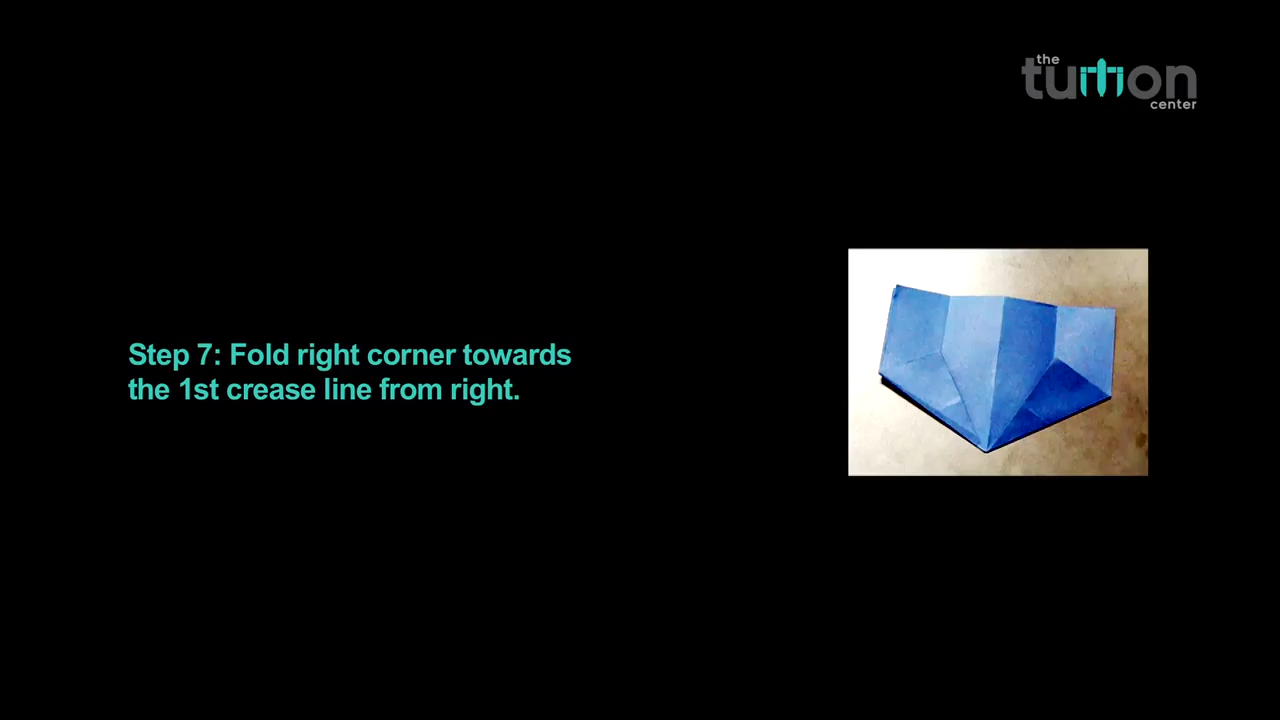 the
tuition
center
Step 7: Fold right corner towards
the 1st crease line from right.